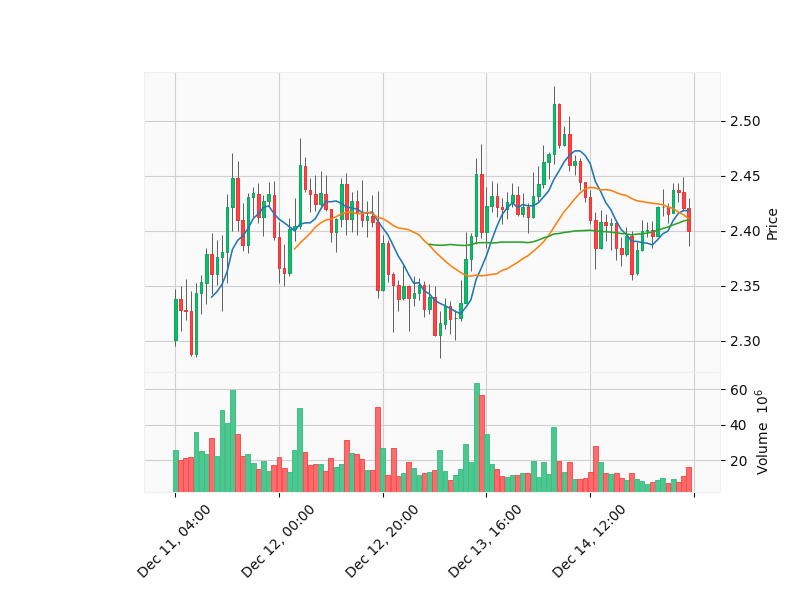 2.50
2.45
2.40
2.35
2.30
Price
60
40
20
Volume 10⁶
Dec 11, 04:00
Dec 12, 00:00
Dec 12, 20:00
Dec 13, 16:00
Dec 14, 12:00